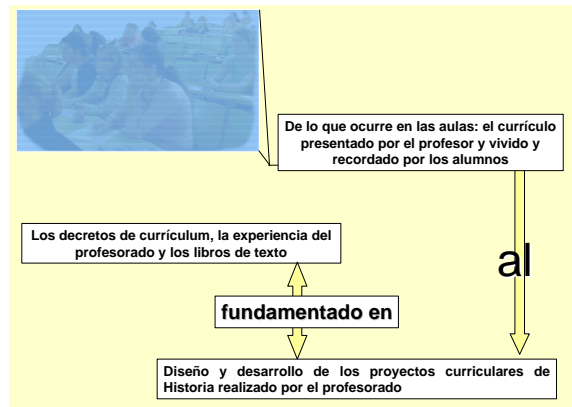 De lo que ocurre en las aulas: el currículo
presentado por el profesor y vivido y
recordado por los alumnos
Los decretos de currículum, la experiencia del
profesorado y los libros de texto
al
fundamentado en
Diseño y desarrollo de los proyectos curriculares de
Historia realizado por el profesorado